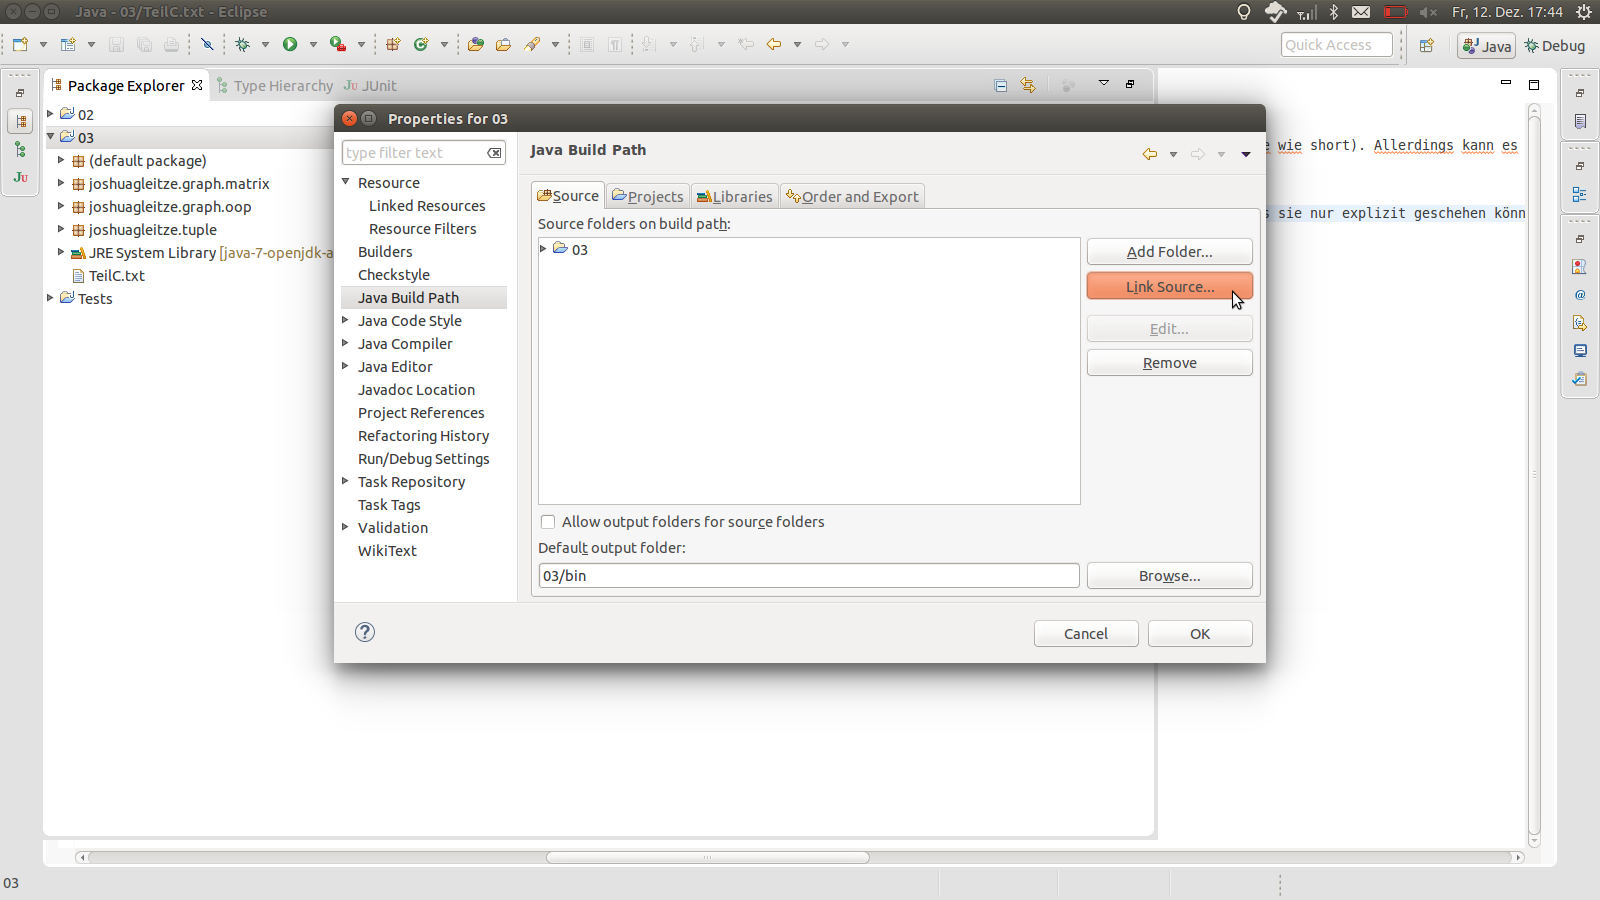 Java - 03/TeilC.txt - Eclipse
Fr, 12. Dez. 17:44
Quick Access
Java
Debug
Package Explorer
Type Hierarchy
JUnit
02
03
(default package)
joshuagleitze.graph.matrix
joshuagleitze.graph.oop
joshuagleitze.tuple
JRE System Library [java-7-openjdk-a
TeilC.txt
Tests
Properties for 03
type filter text
Resource
Linked Resources
Resource Filters
Builders
Checkstyle
Java Build Path
Java Code Style
Java Compiler
Java Editor
Javadoc Location
Project References
Refactoring History
Run/Debug Settings
Task Repository
Task Tags
Validation
WikiText
Java Build Path
Source
Projects
Libraries
Order and Export
Source folders on build path:
03
Add Folder...
Link Source...
Edit...
Remove
Allow output folders for source folders
Default output folder:
03/bin
Browse...
Cancel
OK
e wie short). Allerdings kann es
s sie nur explizit geschehen könn
03